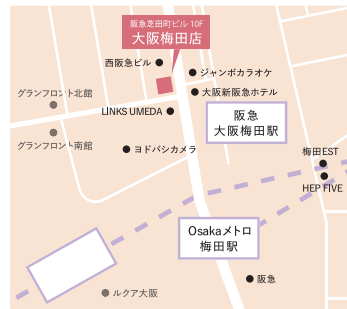 阪急芝田町ビル 10F
大阪梅田店
西阪急ビル
ジャンボカラオケ
グランフロント北館
大阪新阪急ホテル
LINKS UMEDA
阪急
大阪梅田駅
グランフロント南館
ヨドバシカメラ
梅田EST
HEP FIVE
Osakaメトロ
梅田駅
阪急
ルクア大阪